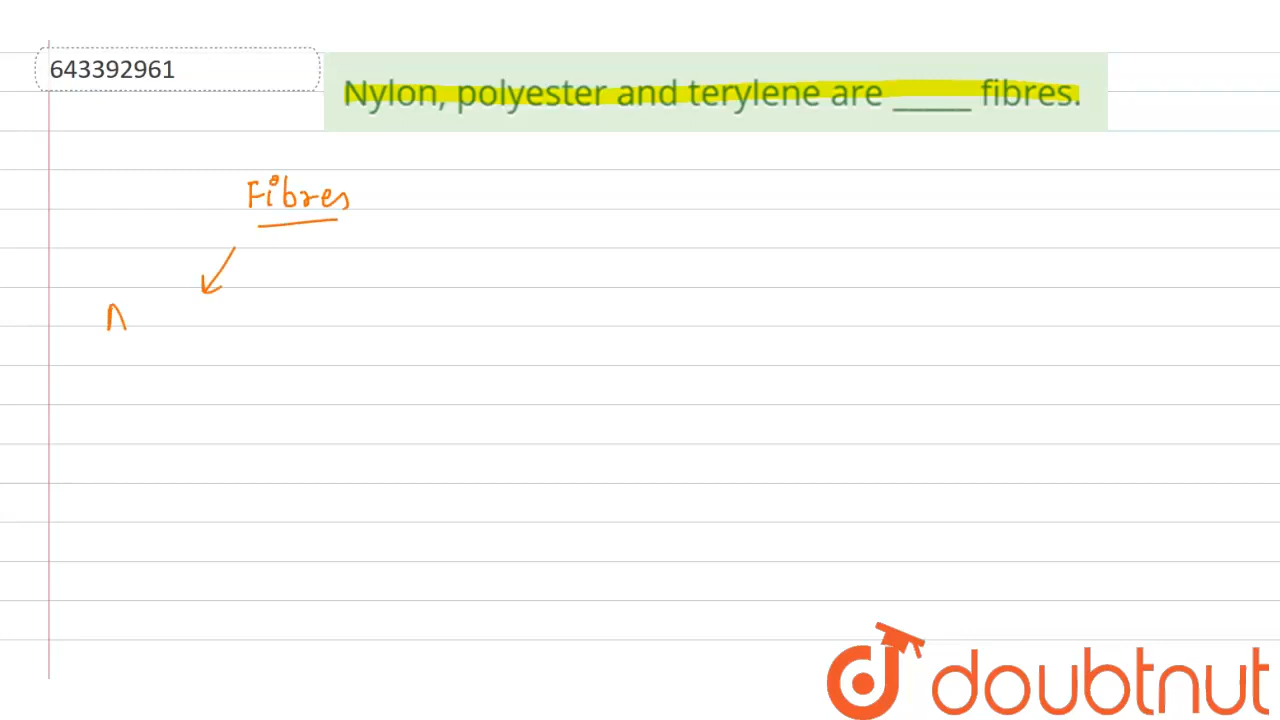 643392961
Nylon, polyester and terylene are _____ fibres.
Fibres
doubtnut